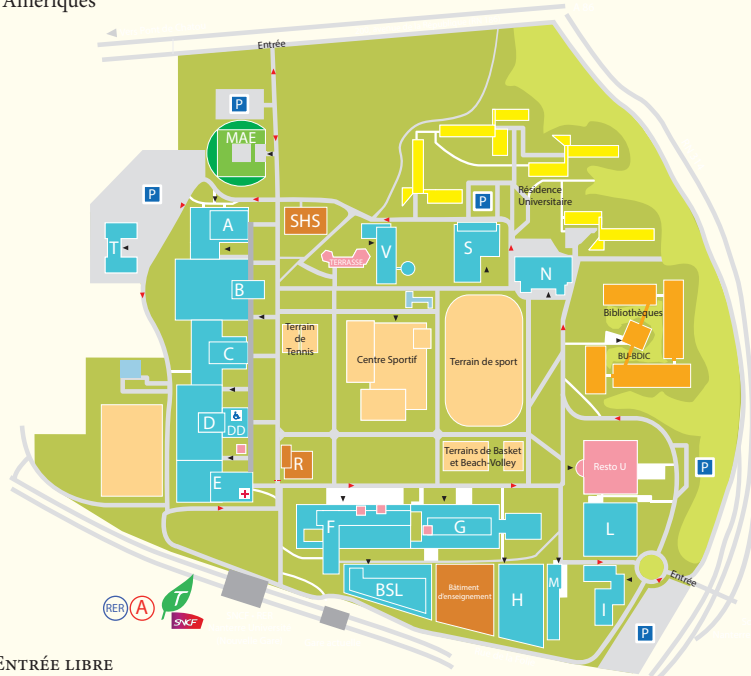 Amériques
Entrée
P
MAE
P
Résidence
Universitaire
P
SHS
A
T
TERRASSE
V
S
N
B
Bibliothèques
BU-BDIC
Terrain
de
Tennis
Centre Sportif
Terrain de sport
C
D
DD
R
Terrains de Basket
et Beach-Volley
Resto U
P
E
F
G
L
BSL
Bâtiment
d'enseignement
H
M
I
Entrée
RER
A
T
SNCF
P
ENTRÉE LIBRE